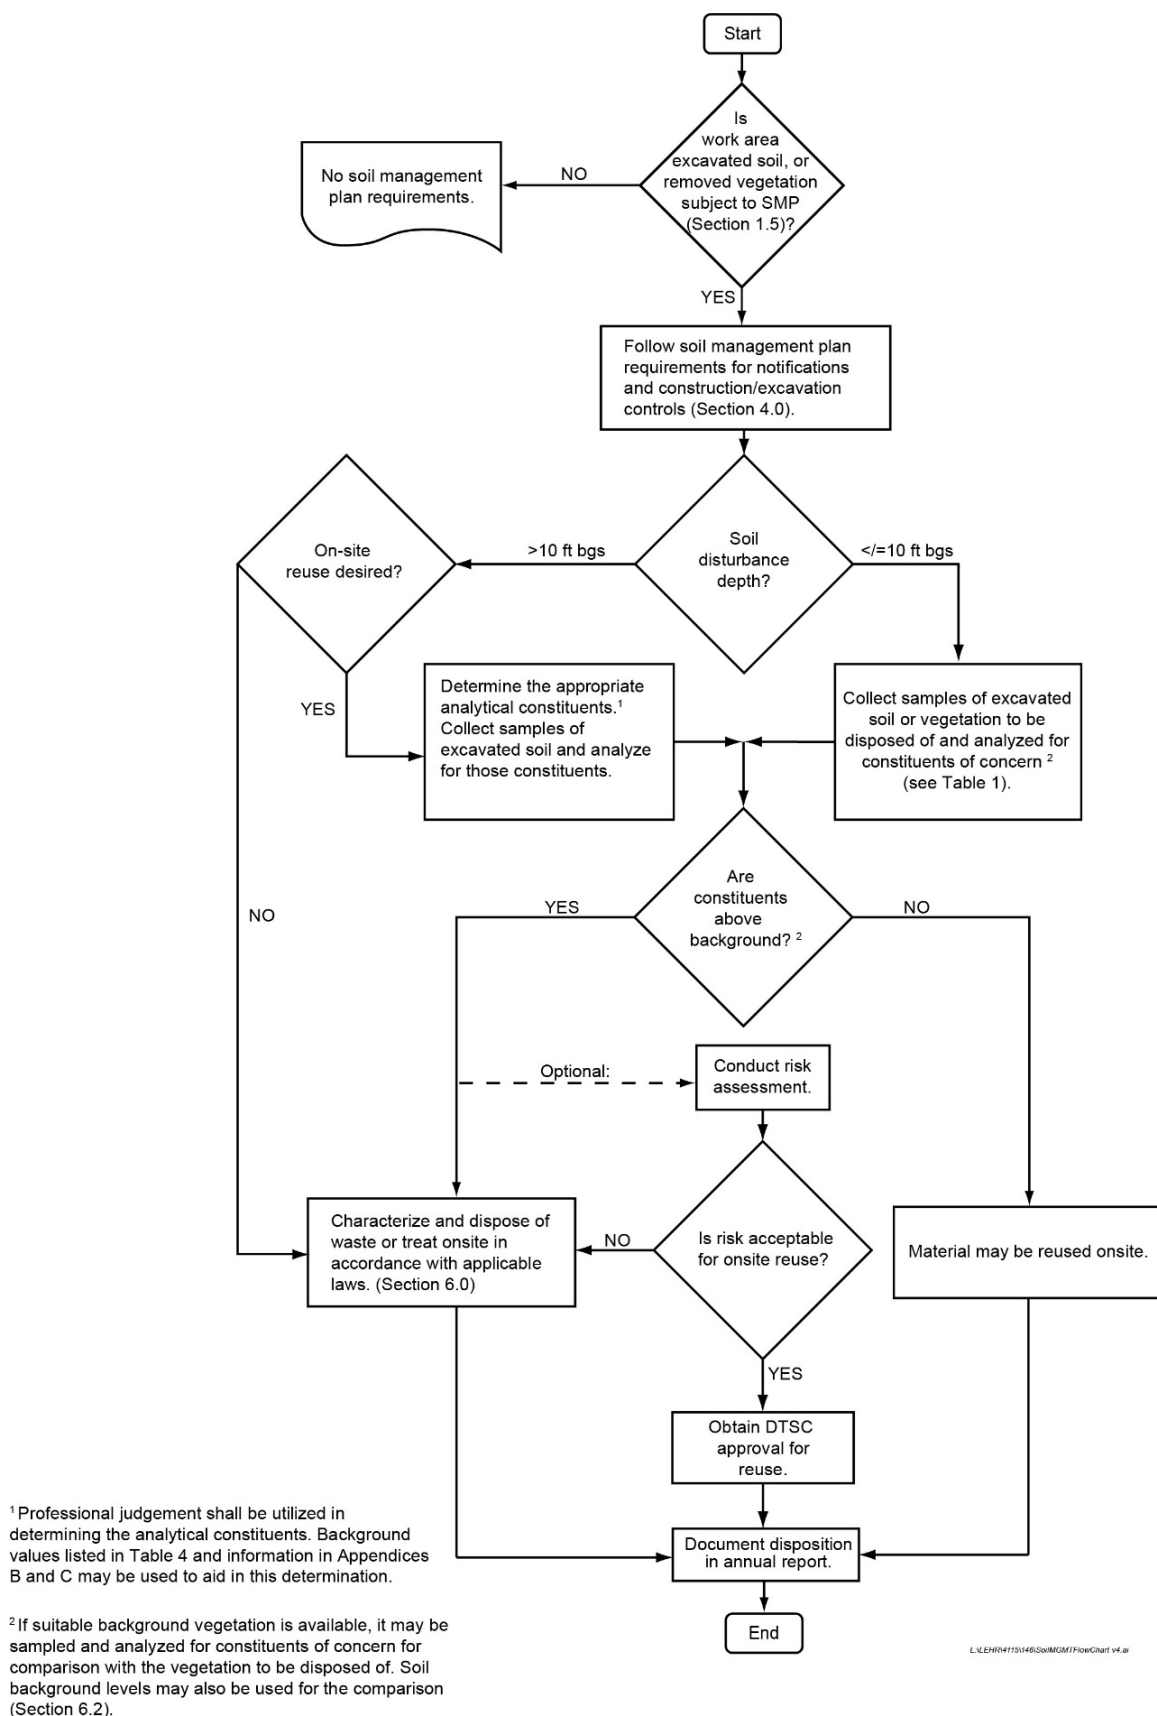 Start
Is
work area
excavated soil, or
removed vegetation
subject to SMP
(Section 1.5)?
NO
No soil management
plan requirements.
YES
Follow soil management plan
requirements for notifications
and construction/excavation
controls (Section 4.0).
Soil
disturbance
depth?
>10 ft bgs
</=10 ft bgs
On-site
reuse desired?
YES
NO
Determine the appropriate
analytical constituents.¹
Collect samples of
excavated soil and analyze
for those constituents.
Collect samples of excavated
soil or vegetation to be
disposed of and analyzed for
constituents of concern ²
(see Table 1).
Are
constituents
above
background? ²
YES
NO
Optional:
Conduct risk
assessment.
Characterize and dispose of
waste or treat onsite in
accordance with applicable
laws. (Section 6.0)
NO
Is risk acceptable
for onsite reuse?
Material may be reused onsite.
YES
Obtain DTSC
approval for
reuse.
Document disposition
in annual report.
End
¹ Professional judgement shall be utilized in
determining the analytical constituents. Background
values listed in Table 4 and information in Appendices
B and C may be used to aid in this determination.
² If suitable background vegetation is available, it may be
sampled and analyzed for constituents of concern for
comparison with the vegetation to be disposed of. Soil
background levels may also be used for the comparison
(Section 6.2).
L:\LEHR\4115\146\SoilMGMTFlowChart v4.ai